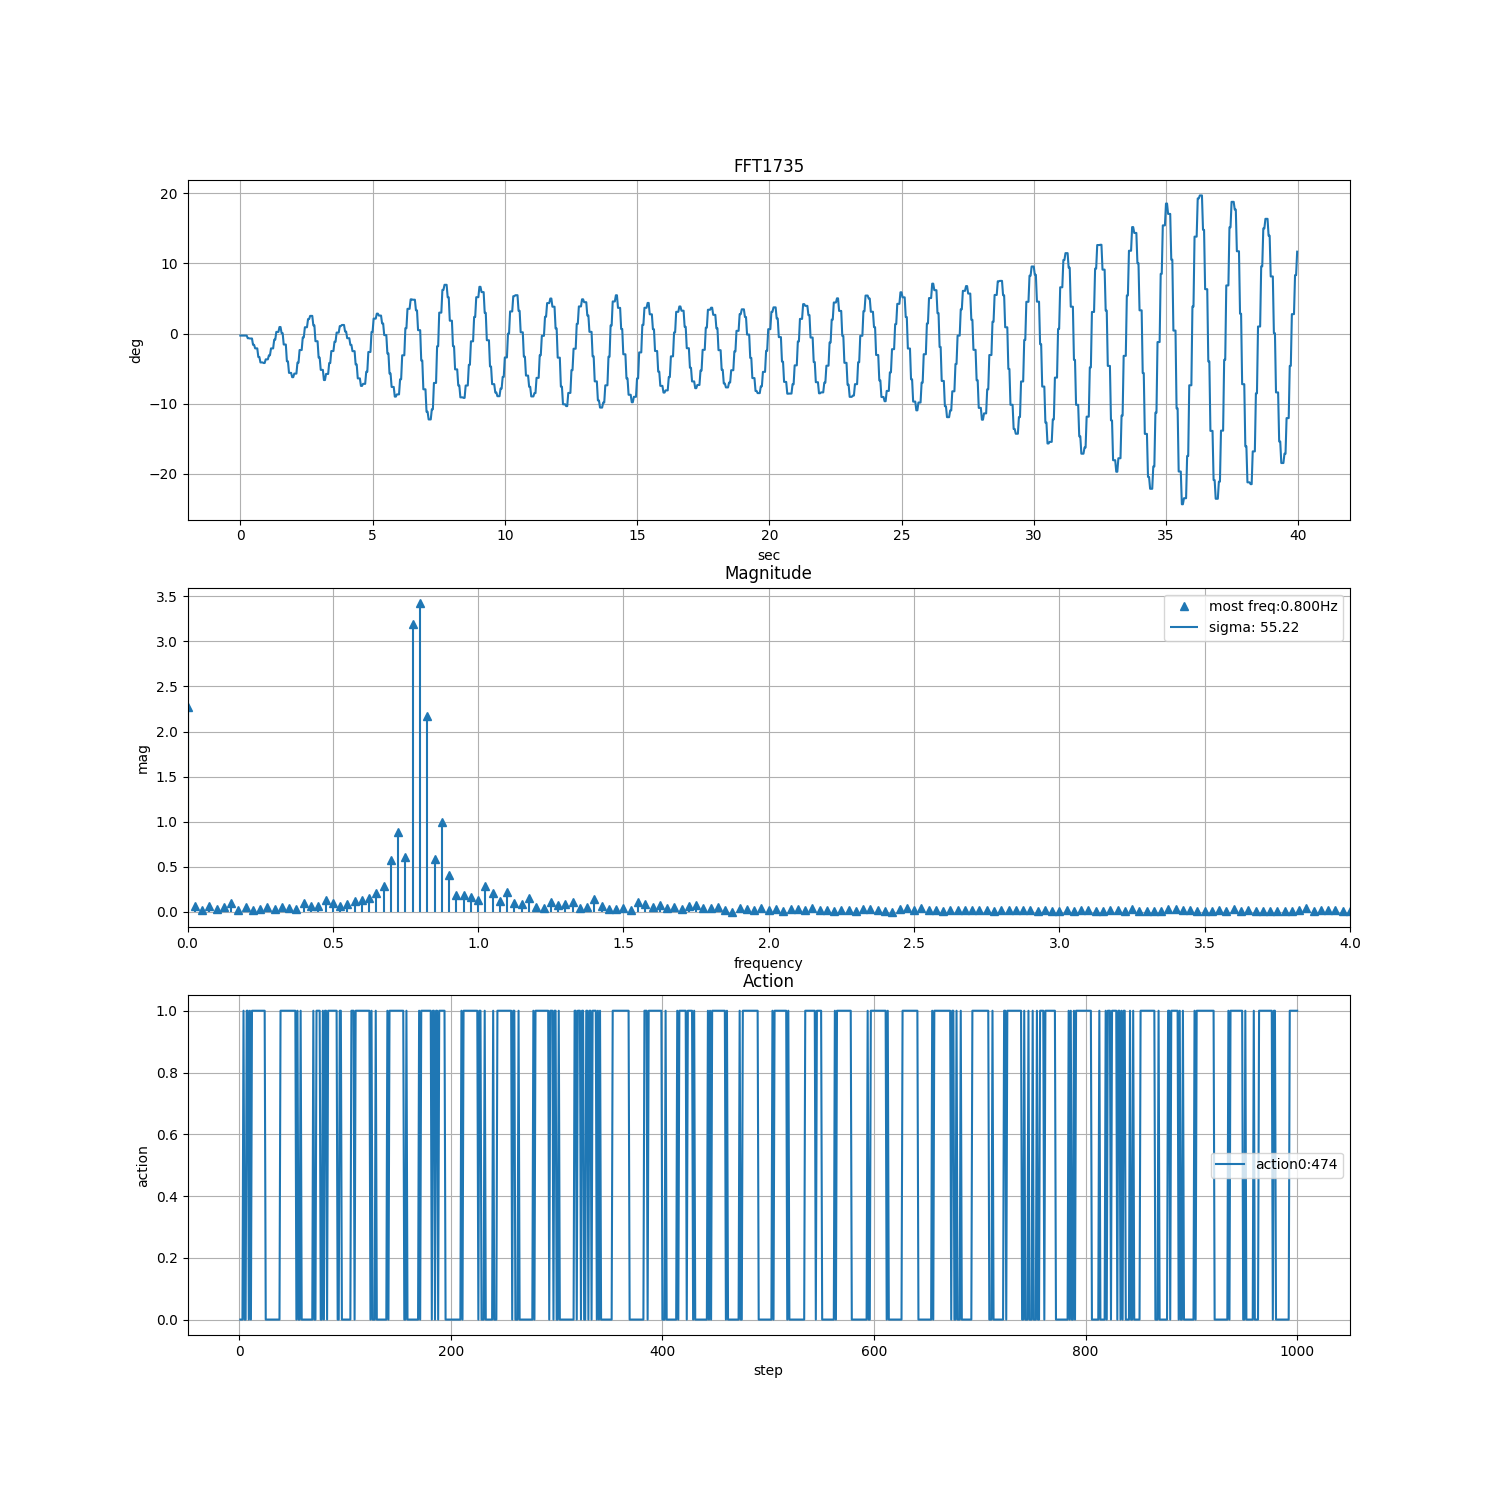 FFT1735
20
10
0
−10
−20
deg
0 5 10 15 20 25 30 35 40
sec
Magnitude
3.5
3.0
2.5
2.0
1.5
1.0
0.5
0.0
mag
most freq:0.800Hz
sigma: 55.22
0.0 0.5 1.0 1.5 2.0 2.5 3.0 3.5 4.0
frequency
Action
1.0
0.8
0.6
0.4
0.2
0.0
action
action0:474
0 200 400 600 800 1000
step